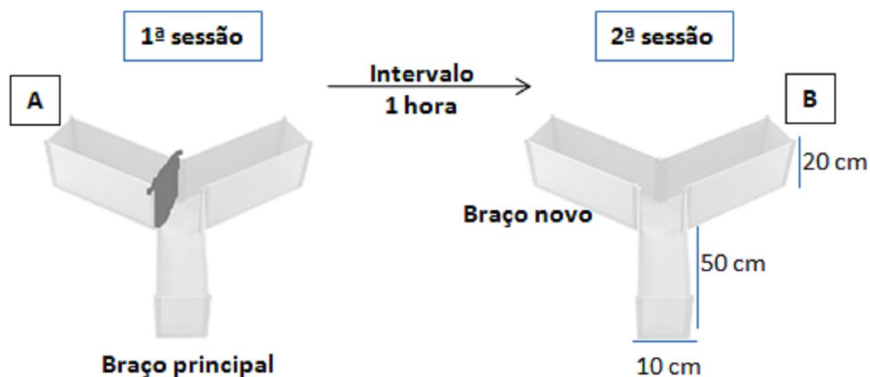 1ª sessão
2ª sessão
A
Intervalo
1 hora
B
20 cm
Braço novo
50 cm
Braço principal
10 cm